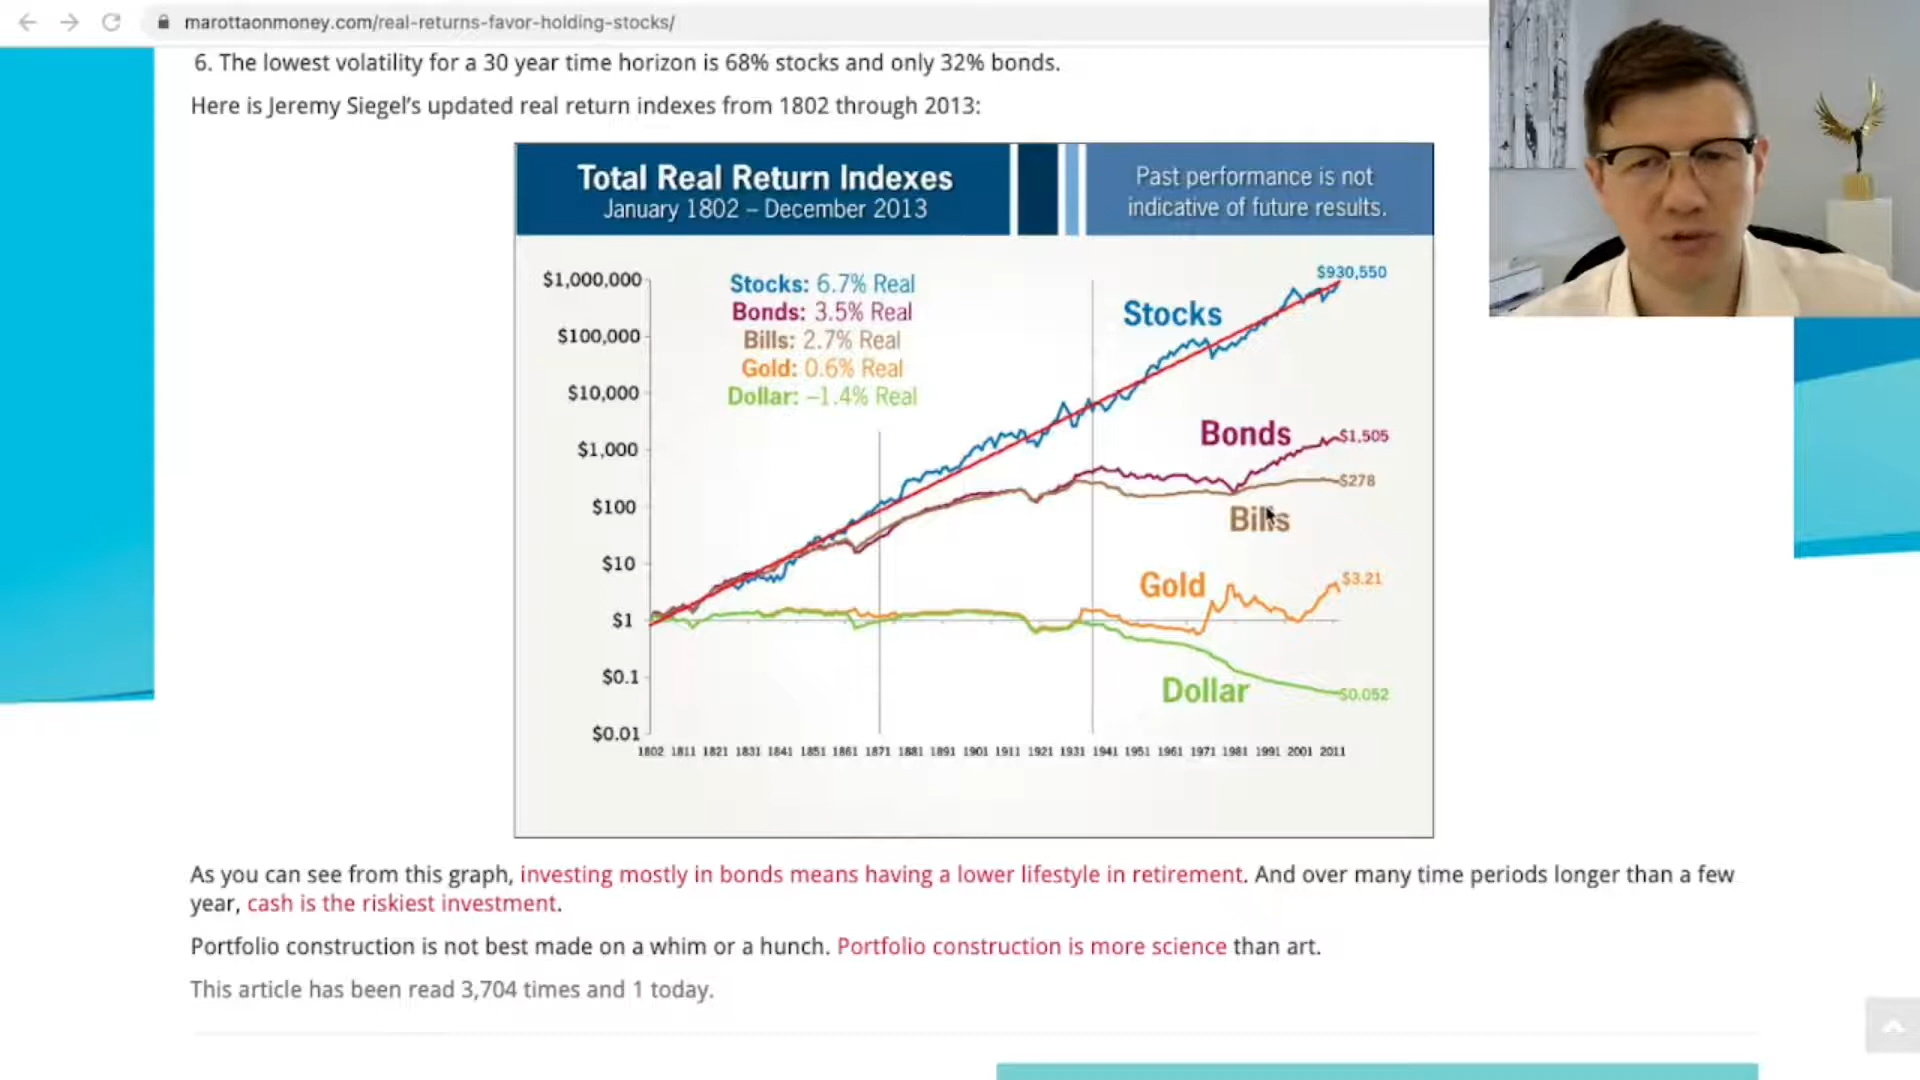 marottaonmoney.com/real-returns-favor-holding-stocks/
6. The lowest volatility for a 30 year time horizon is 68% stocks and only 32% bonds.
Here is Jeremy Siegel's updated real return indexes from 1802 through 2013:
Total Real Return Indexes
January 1802 – December 2013
Past performance is not
indicative of future results.
Stocks: 6.7% Real
Bonds: 3.5% Real
Bills: 2.7% Real
Gold: 0.6% Real
Dollar: –1.4% Real
$1,000,000
$100,000
$10,000
$1,000
$100
$10
$1
$0.1
$0.01
$930,550
Stocks
Bonds
$1,505
$278
Bills
Gold
$3.21
Dollar
$0.052
1802 1811 1821 1831 1841 1851 1861 1871 1881 1891 1901 1911 1921 1931 1941 1951 1961 1971 1981 1991 2001 2011
As you can see from this graph, investing mostly in bonds means having a lower lifestyle in retirement. And over many time periods longer than a few
year, cash is the riskiest investment.
Portfolio construction is not best made on a whim or a hunch. Portfolio construction is more science than art.
This article has been read 3,704 times and 1 today.